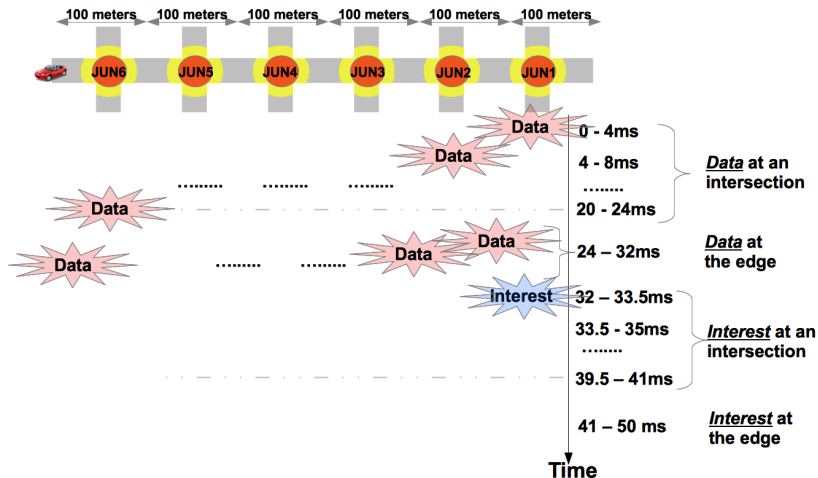 100 meters 100 meters 100 meters 100 meters 100 meters 100 meters
JUN6 JUN5 JUN4 JUN3 JUN2 JUN1
Data 0 - 4ms
Data 4 - 8ms
Data at an
intersection
......... ......... ......... .........
Data 20 - 24ms
Data Data Data 24 – 32ms
Data at
the edge
......... .........
Interest 22 – 33.5ms
33.5 - 35ms
Interest at an
intersection
.........
39.5 – 41ms
41 – 50 ms
Interest at
the edge
Time